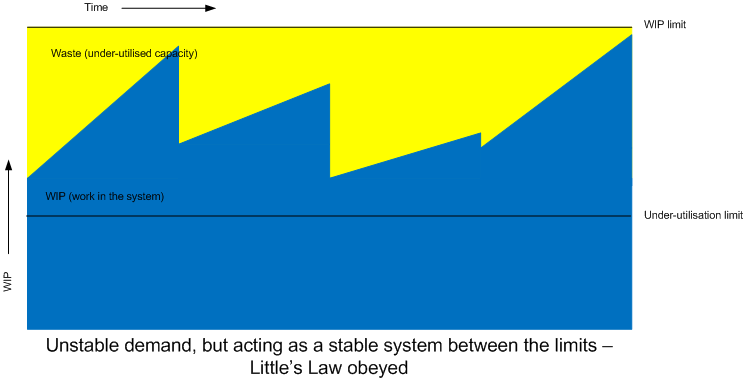 Time
WIP limit
Waste (under-utilised capacity)
WIP (work in the system)
Under-utilisation limit
WIP
Unstable demand, but acting as a stable system between the limits –
Little’s Law obeyed